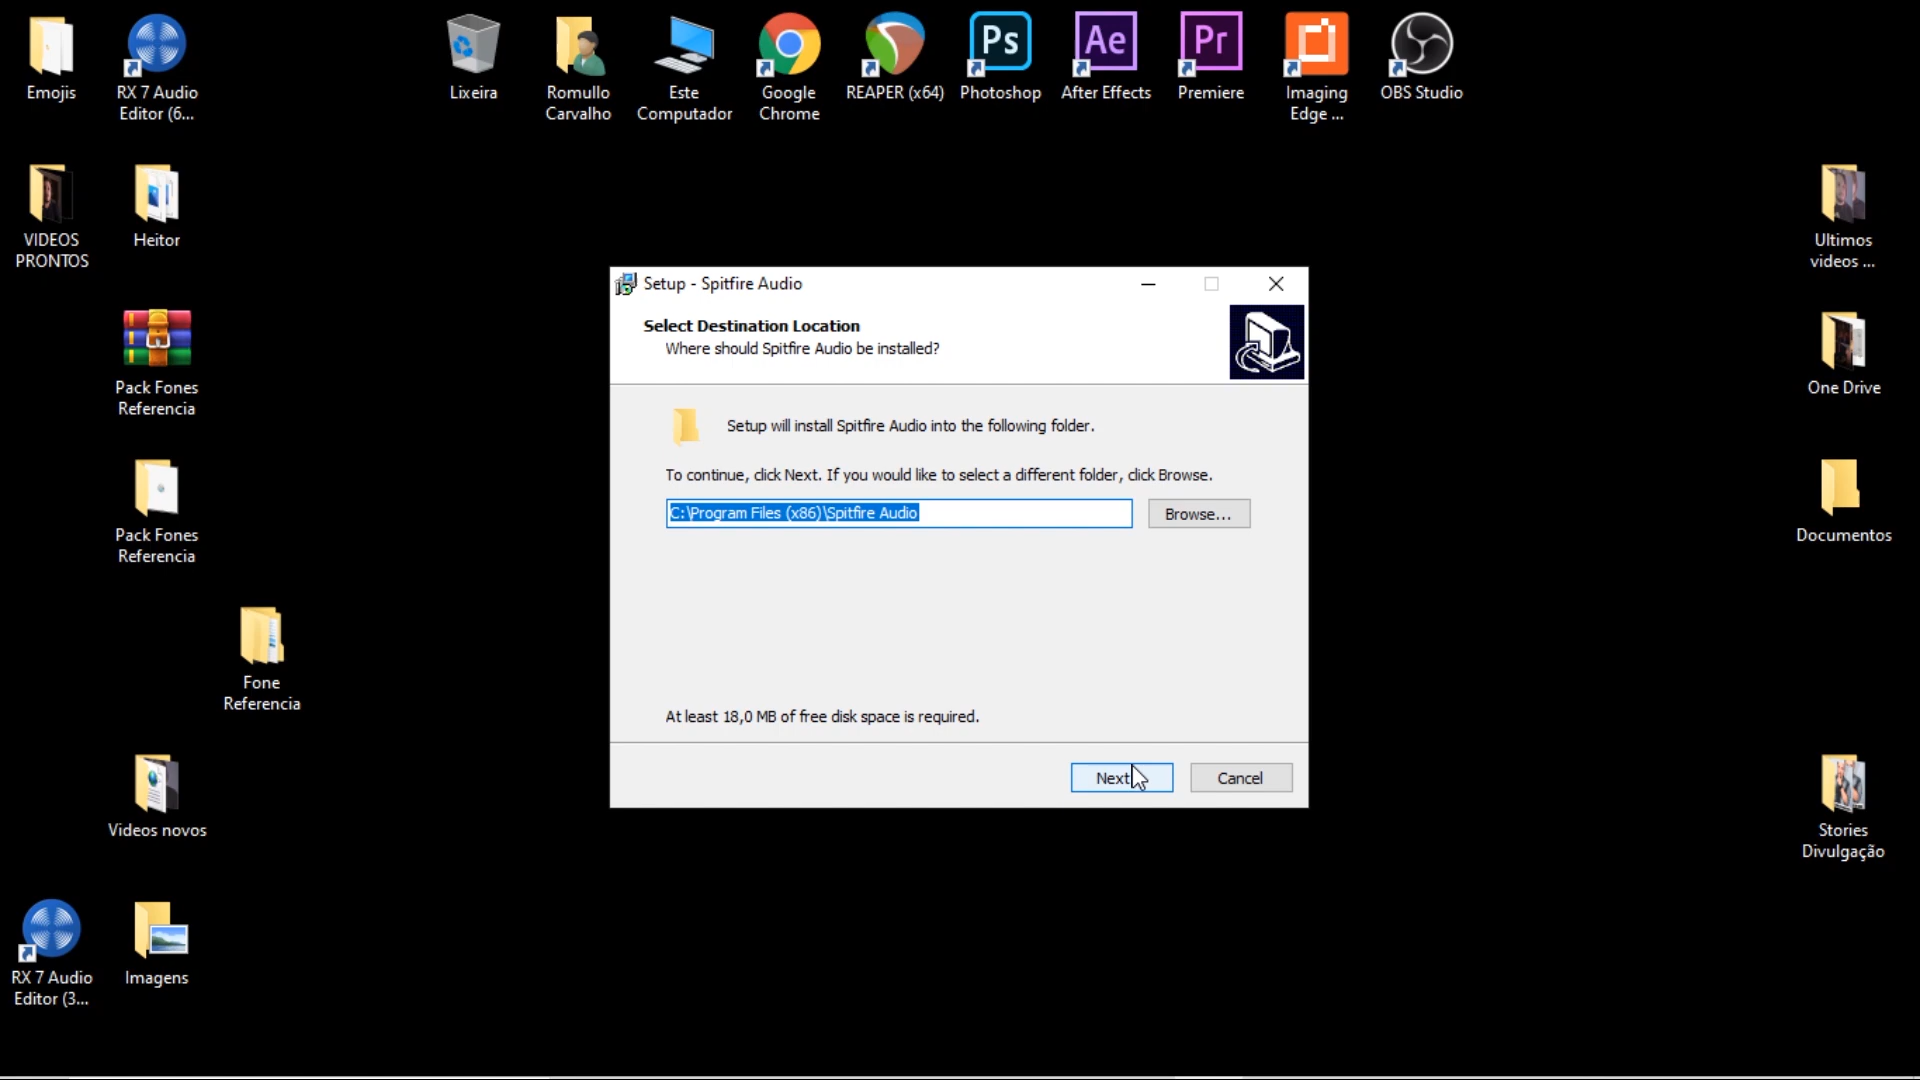 Emojis
RX 7 Audio
Editor (6...
Lixeira
Romullo
Carvalho
Este
Computador
Google
Chrome
REAPER (x64)
Ps
Photoshop
Ae
After Effects
Pr
Premiere
Imaging
Edge ...
OBS Studio
VIDEOS
PRONTOS
Heitor
Ultimos
videos ...
Pack Fones
Referencia
One Drive
Pack Fones
Referencia
Documentos
Fone
Referencia
Videos novos
Stories
Divulgação
RX 7 Audio
Editor (3...
Imagens
Setup - Spitfire Audio
Select Destination Location
Where should Spitfire Audio be installed?
Setup will install Spitfire Audio into the following folder.
To continue, click Next. If you would like to select a different folder, click Browse.
C:\Program Files (x86)\Spitfire Audio
Browse...
At least 18,0 MB of free disk space is required.
Next
Cancel